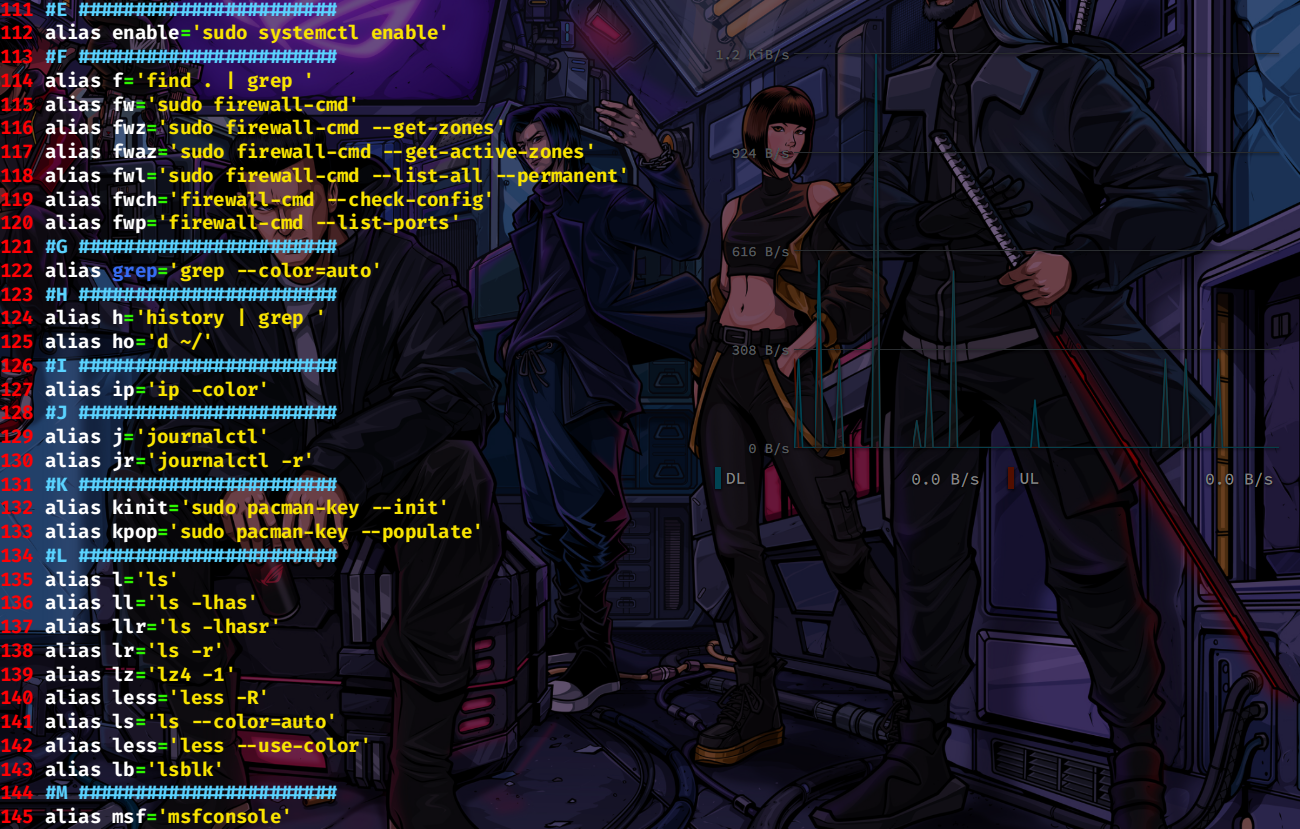 111 #E #######################
112 alias enable='sudo systemctl enable'
113 #F #######################
114 alias f='find . | grep '
115 alias fw='sudo firewall-cmd'
116 alias fwz='sudo firewall-cmd --get-zones'
117 alias fwaz='sudo firewall-cmd --get-active-zones'
118 alias fwl='sudo firewall-cmd --list-all --permanent'
119 alias fwch='firewall-cmd --check-config'
120 alias fwp='firewall-cmd --list-ports'
121 #G #######################
122 alias grep='grep --color=auto'
123 #H #######################
124 alias h='history | grep '
125 alias ho='d ~/'
126 #I #######################
127 alias ip='ip -color'
128 #J #######################
129 alias j='journalctl'
130 alias jr='journalctl -r'
131 #K #######################
132 alias kinit='sudo pacman-key --init'
133 alias kpop='sudo pacman-key --populate'
134 #L #######################
135 alias l='ls'
136 alias ll='ls -lhas'
137 alias llr='ls -lhasr'
138 alias lr='ls -r'
139 alias lz='lz4 -1'
140 alias less='less -R'
141 alias ls='ls --color=auto'
142 alias less='less --use-color'
143 alias lb='lsblk'
144 #M #######################
145 alias msf='msfconsole'
1.2 KiB/s
924 B/s
616 B/s
308 B/s
0 B/s
DL 0.0 B/s UL 0.0 B/s